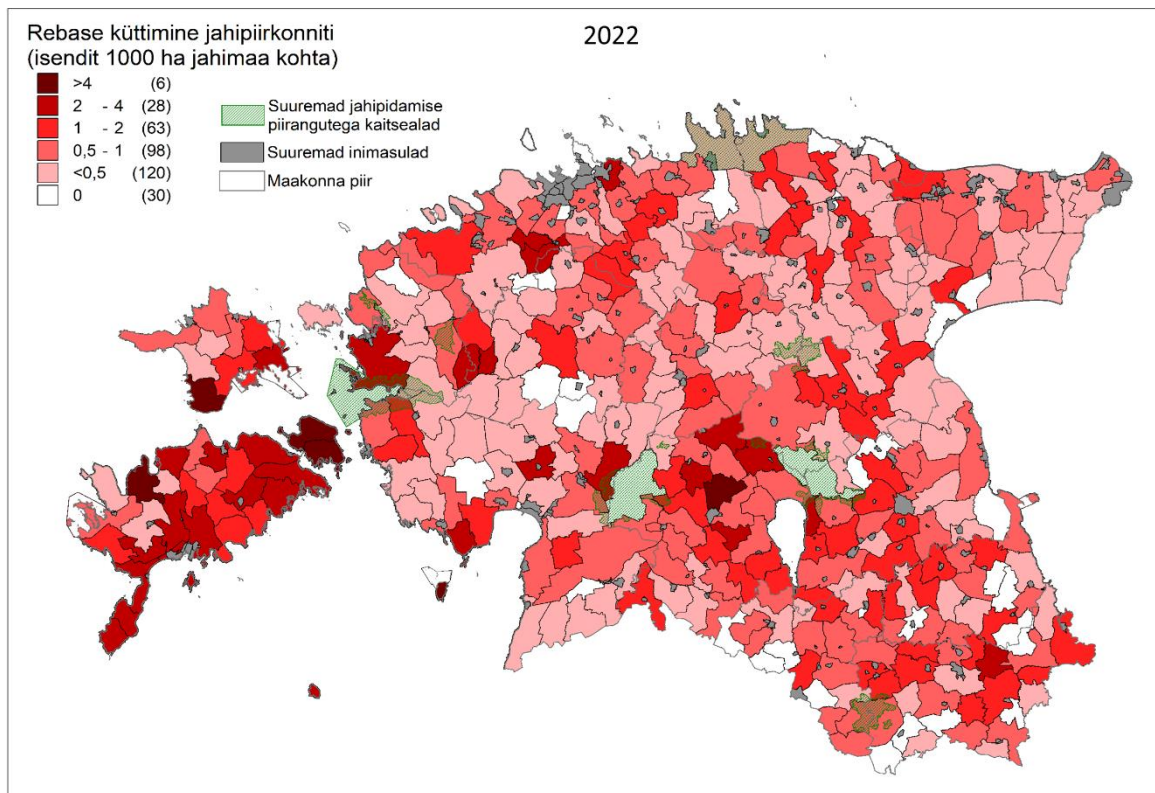 Rebase küttimine jahipiirkonniti
(isendit 1000 ha jahimaa kohta)
2022
>4 (6)
2 - 4 (28)
1 - 2 (63)
0,5 - 1 (98)
<0,5 (120)
0 (30)
Suuremad jahipidamise
piirangutega kaitsealad
Suuremad inimasulad
Maakonna piir